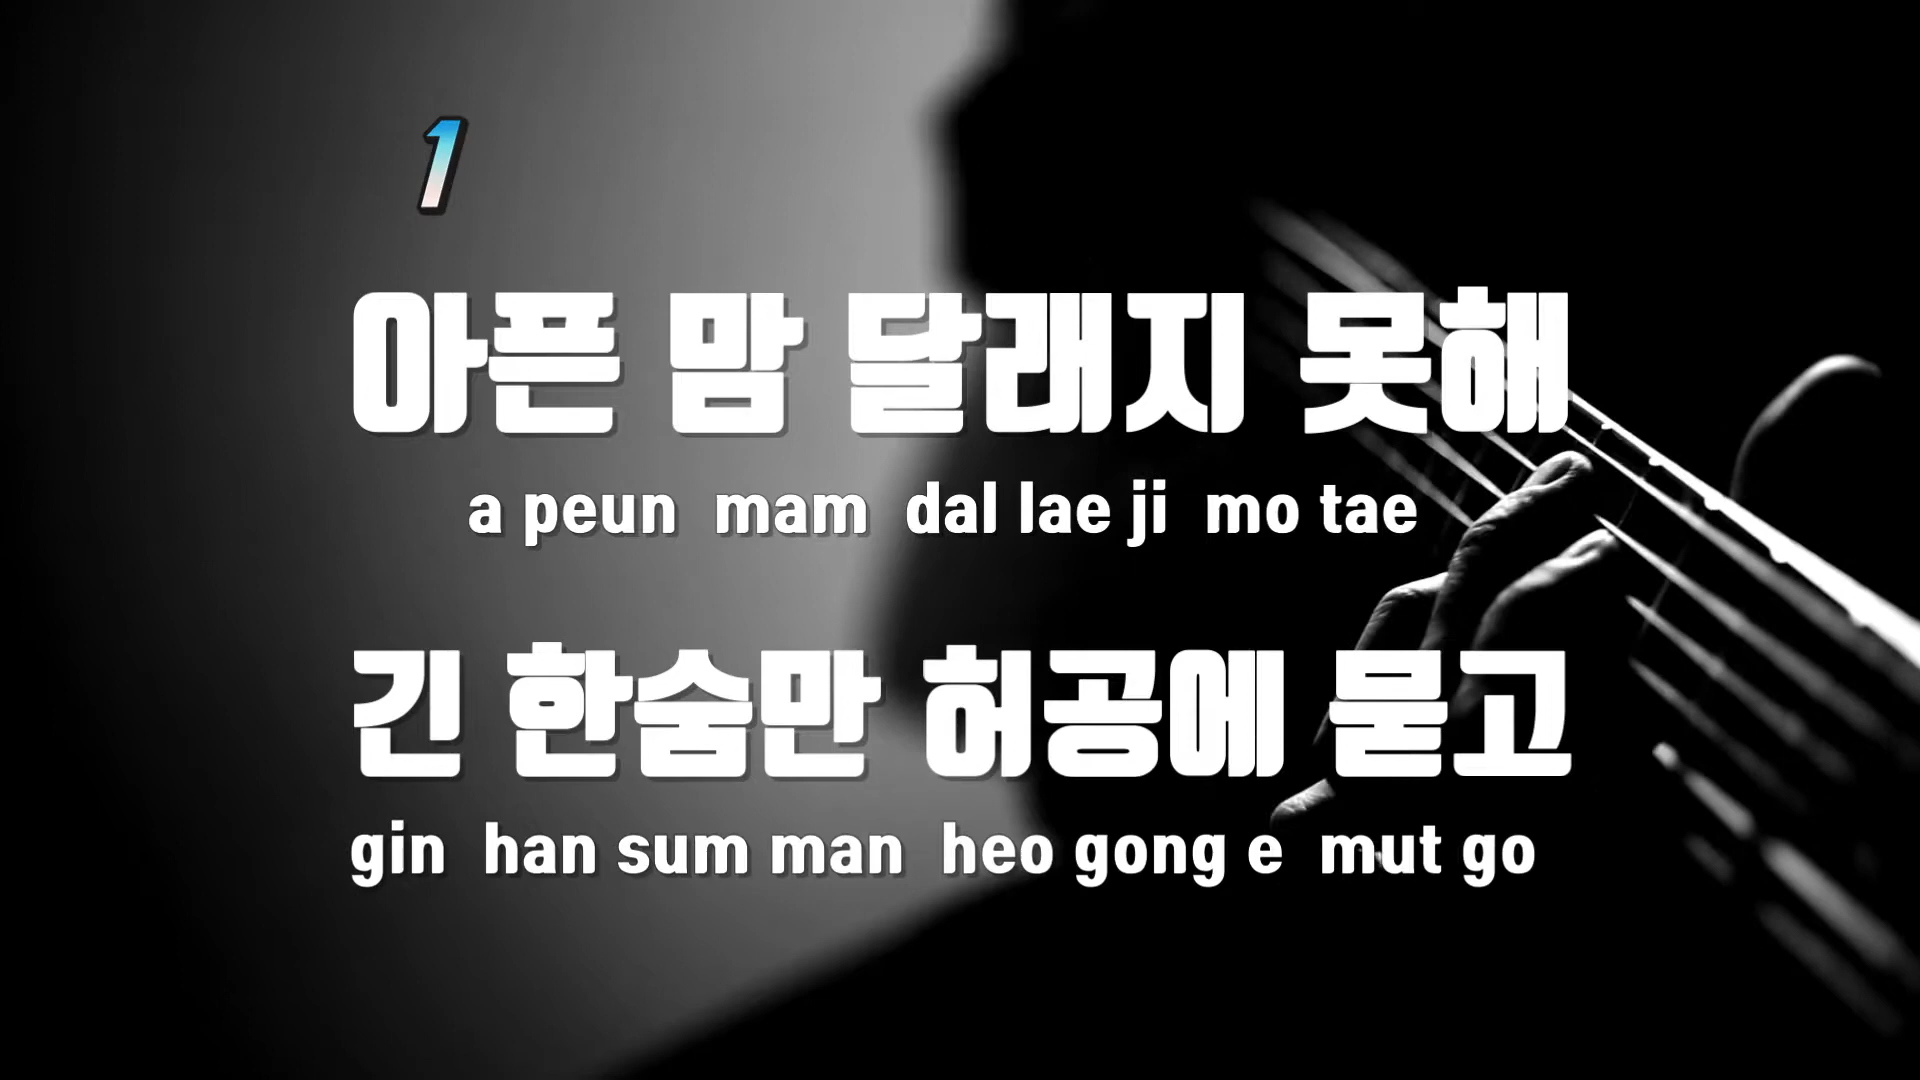 1
아픈 맘 달래지 못해
a peun mam dal lae ji mo tae
긴 한숨만 허공에 묻고
gin han sum man heo gong e mut go